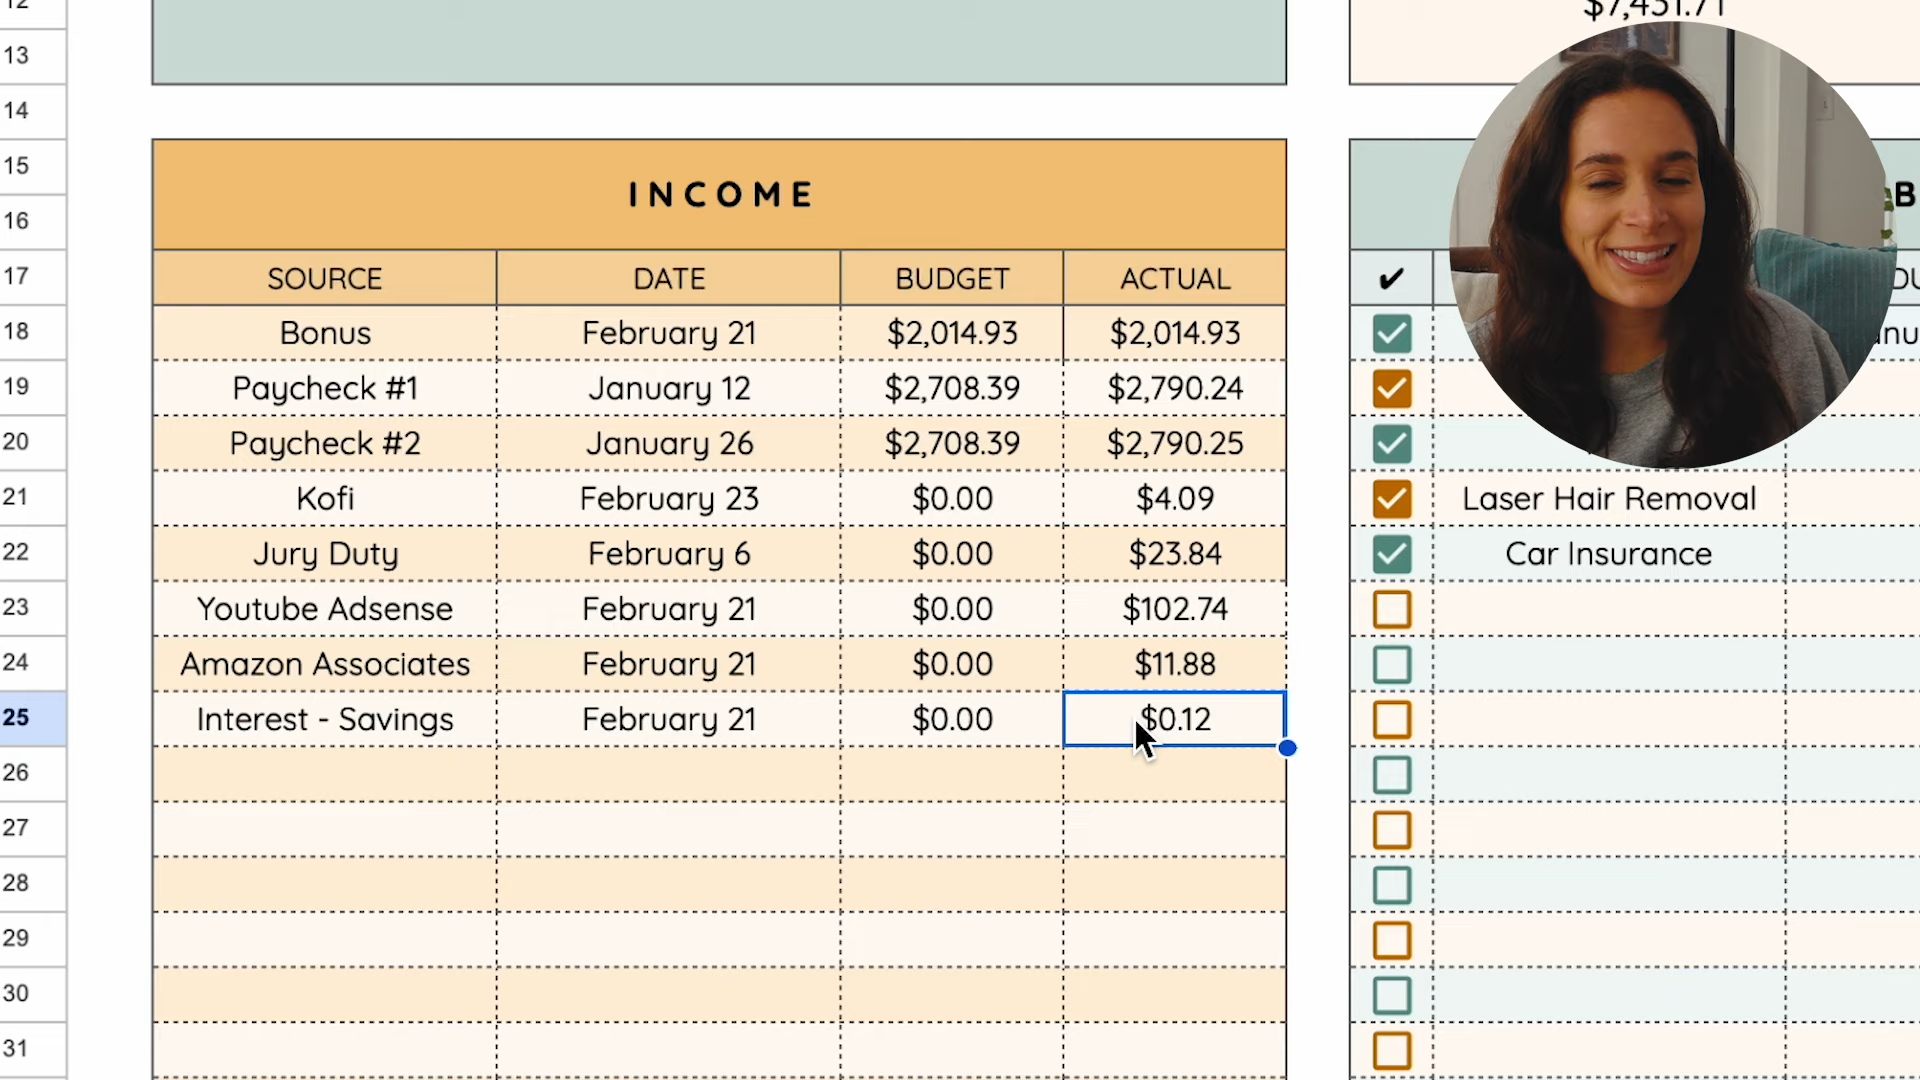 12
$7,431.71
13
14
15
16
INCOME
B
17
SOURCE DATE BUDGET ACTUAL ✔
18 Bonus February 21 $2,014.93 $2,014.93
19 Paycheck #1 January 12 $2,708.39 $2,790.24
20 Paycheck #2 January 26 $2,708.39 $2,790.25
21 Kofi February 23 $0.00 $4.09 Laser Hair Removal
22 Jury Duty February 6 $0.00 $23.84 Car Insurance
23 Youtube Adsense February 21 $0.00 $102.74
24 Amazon Associates February 21 $0.00 $11.88
25 Interest - Savings February 21 $0.00 $0.12
26
27
28
29
30
31